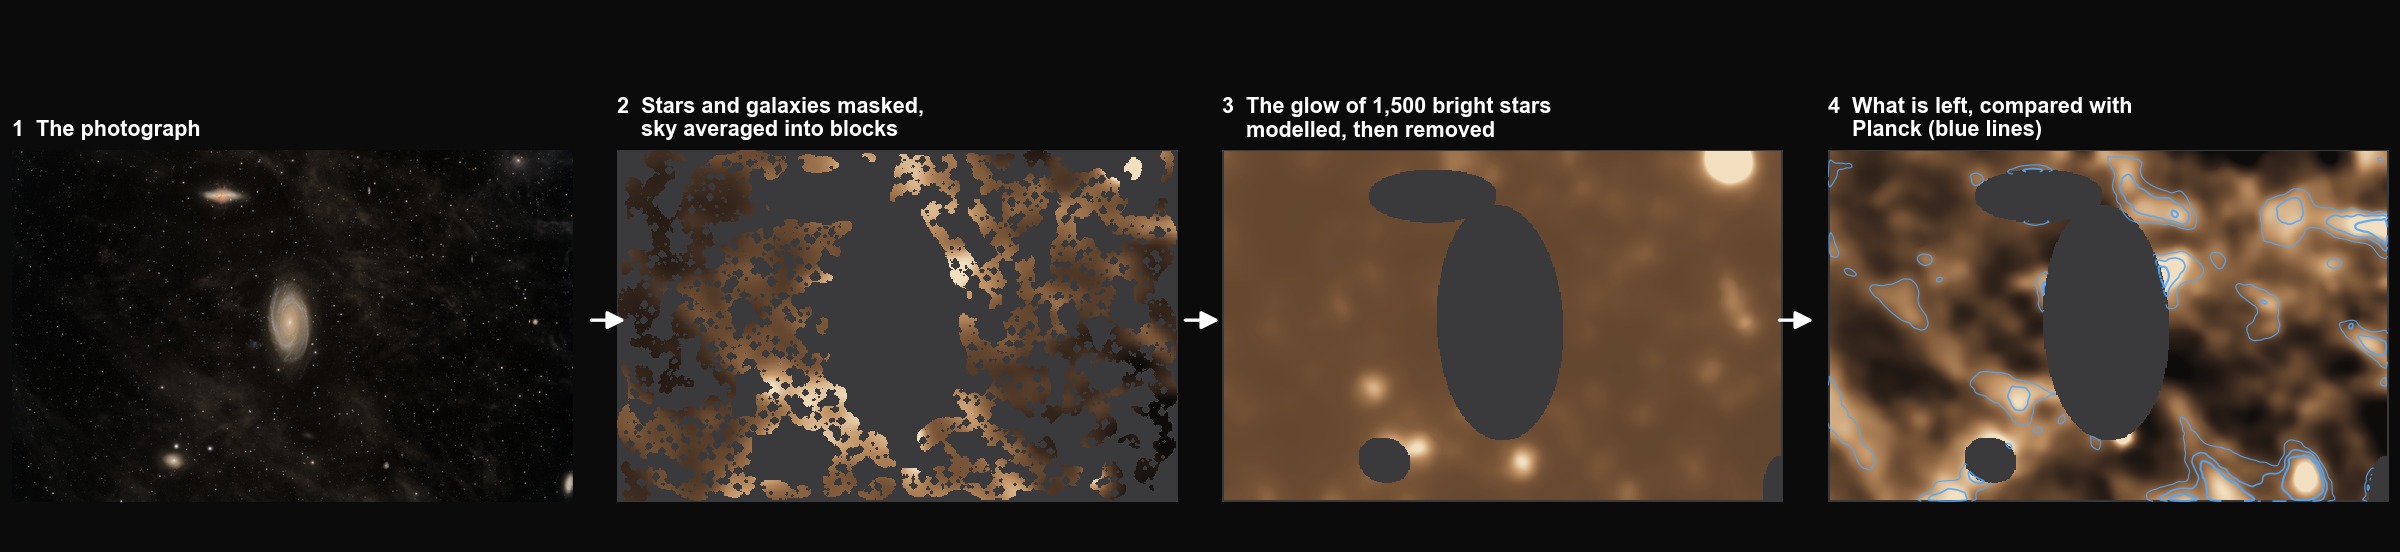 1 The photograph
2 Stars and galaxies masked,
sky averaged into blocks
3 The glow of 1,500 bright stars
modelled, then removed
4 What is left, compared with
Planck (blue lines)